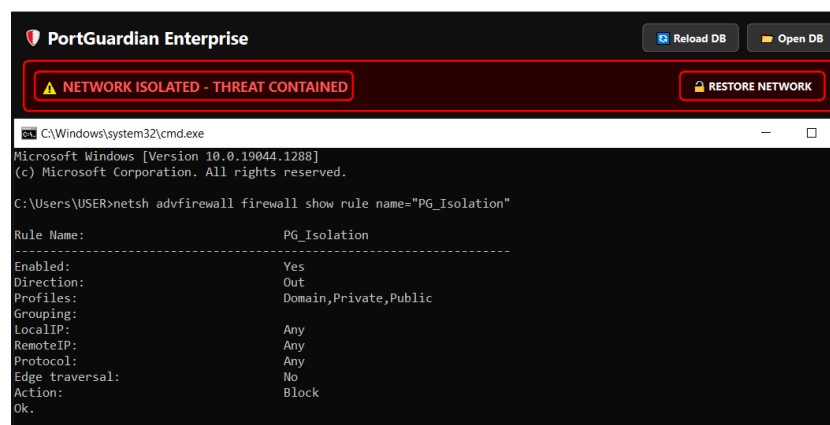 PortGuardian Enterprise
Reload DB
Open DB
NETWORK ISOLATED - THREAT CONTAINED
RESTORE NETWORK
C:\Windows\system32\cmd.exe
Microsoft Windows [Version 10.0.19044.1288]
(c) Microsoft Corporation. All rights reserved.
C:\Users\USER>netsh advfirewall firewall show rule name="PG_Isolation"
Rule Name: PG_Isolation
----------------------------------------------------------------------
Enabled: Yes
Direction: Out
Profiles: Domain,Private,Public
Grouping:
LocalIP: Any
RemoteIP: Any
Protocol: Any
Edge traversal: No
Action: Block
Ok.